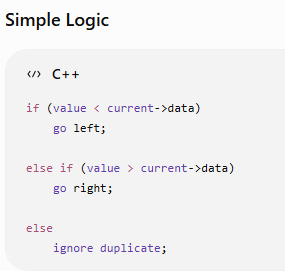 Simple Logic
</> C++
if (value < current->data)
    go left;
else if (value > current->data)
    go right;
else
    ignore duplicate;